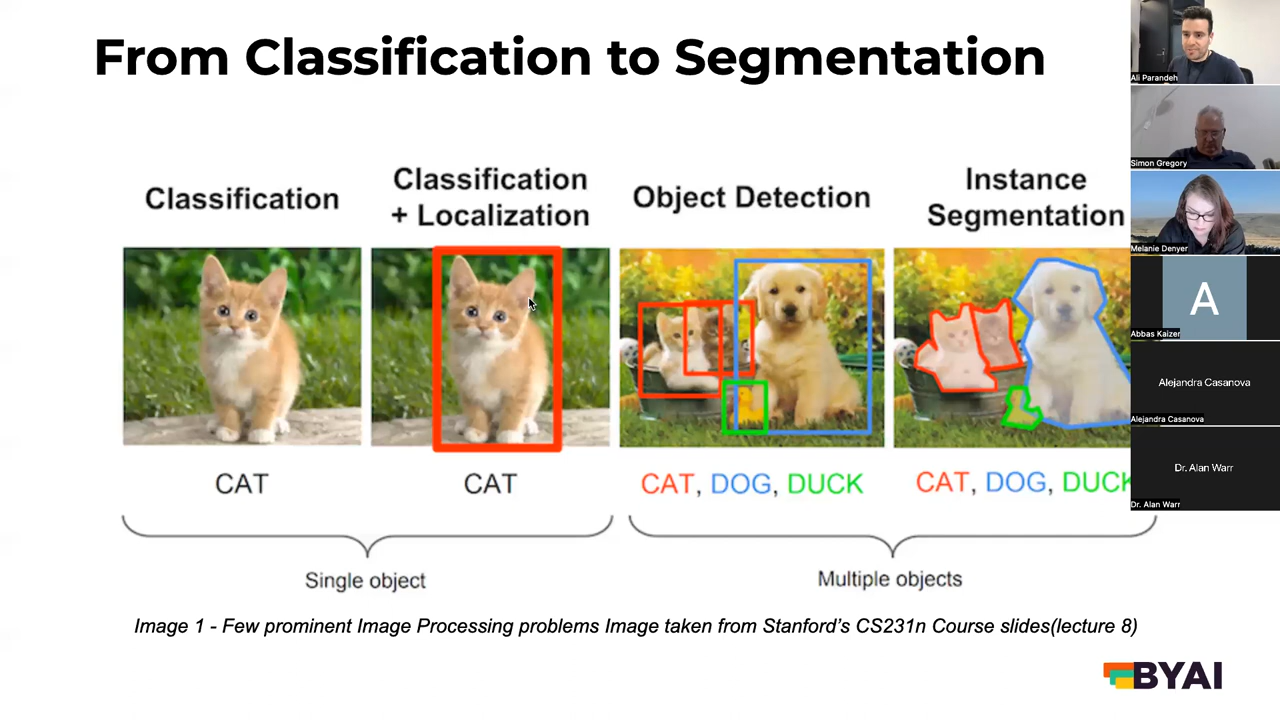 From Classification to Segmentation
Classification
Classification
+ Localization
Object Detection
Instance
Segmentation
CAT
CAT
CAT, DOG, DUCK
CAT, DOG, DUCK
Single object
Multiple objects
Image 1 - Few prominent Image Processing problems Image taken from Stanford's CS231n Course slides(lecture 8)
BYAI
Ali Parandeh
Simon Gregory
Melanie Denyer
A
Abbas Kaizer
Alejandra Casanova
Alejandra Casanova
Dr. Alan Warr
Dr. Alan Warr